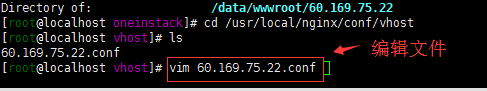 Directory of: /data/wwwroot/60.169.75.22
[root@localhost oneinstack]# cd /usr/local/nginx/conf/vhost
[root@localhost vhost]# ls
60.169.75.22.conf
[root@localhost vhost]# vim 60.169.75.22.conf
编辑文件